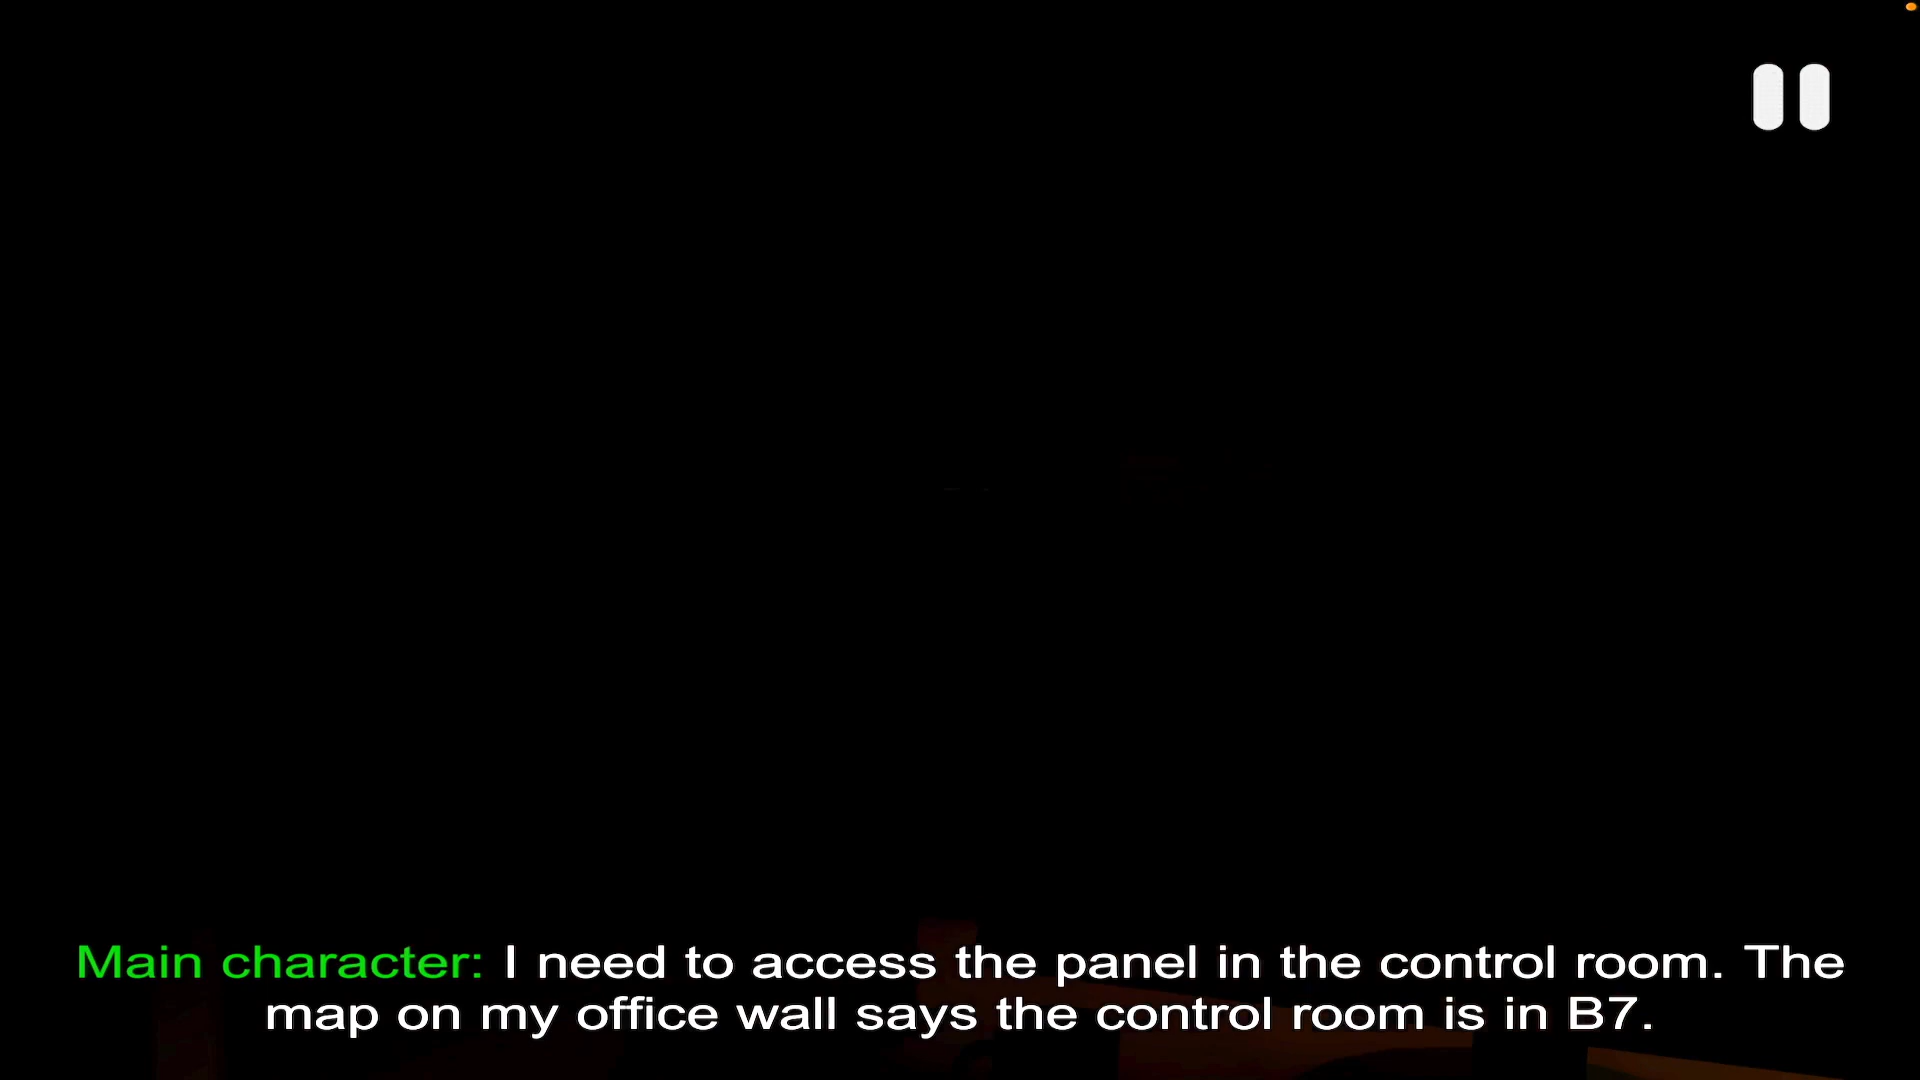 Main character: I need to access the panel in the control room. The
map on my office wall says the control room is in B7.